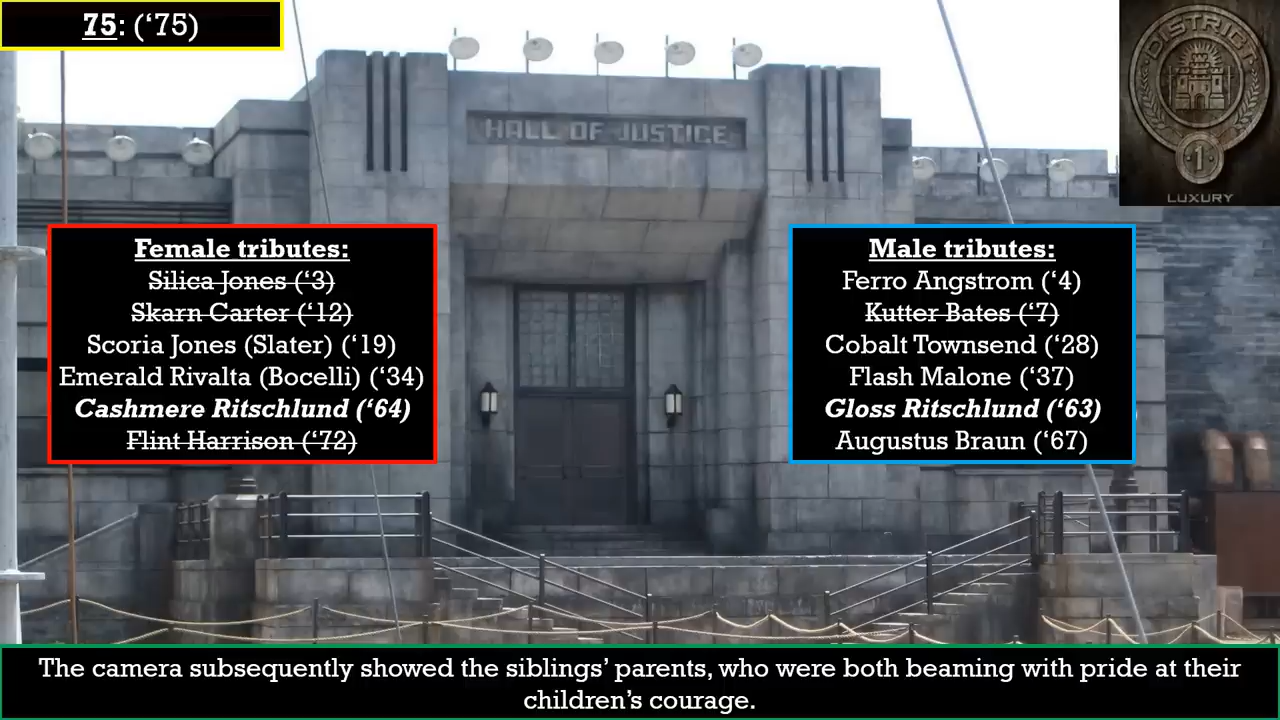 75: (‘75)
DISTRICT
1
LUXURY
HALL OF JUSTICE
Female tributes:
Silica Jones (‘3)
Skarn Carter (‘12)
Scoria Jones (Slater) (‘19)
Emerald Rivalta (Bocelli) (‘34)
Cashmere Ritschlund (‘64)
Flint Harrison (‘72)
Male tributes:
Ferro Angstrom (‘4)
Kutter Bates (‘7)
Cobalt Townsend (‘28)
Flash Malone (‘37)
Gloss Ritschlund (‘63)
Augustus Braun (‘67)
The camera subsequently showed the siblings’ parents, who were both beaming with pride at their
children’s courage.